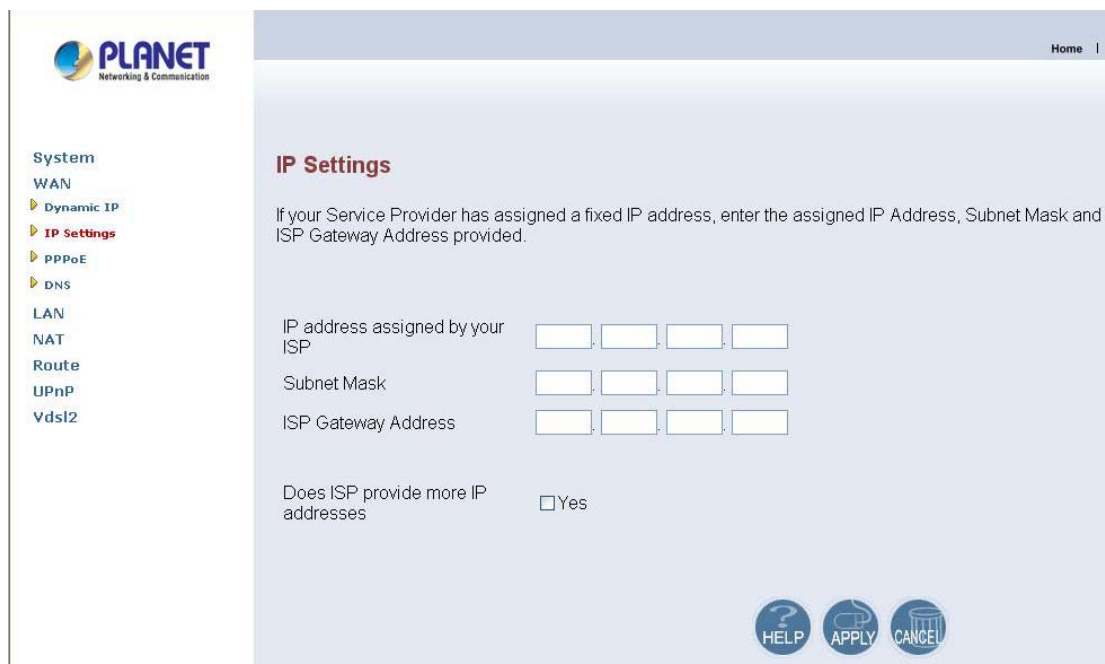 PLANET
Networking & Communication
Home |
System
WAN
Dynamic IP
IP Settings
PPPoE
DNS
LAN
NAT
Route
UPnP
Vdsl2
IP Settings
If your Service Provider has assigned a fixed IP address, enter the assigned IP Address, Subnet Mask and
ISP Gateway Address provided.
IP address assigned by your
ISP
. . .
Subnet Mask
. . .
ISP Gateway Address
. . .
Does ISP provide more IP
addresses
Yes
HELP
APPLY
CANCEL